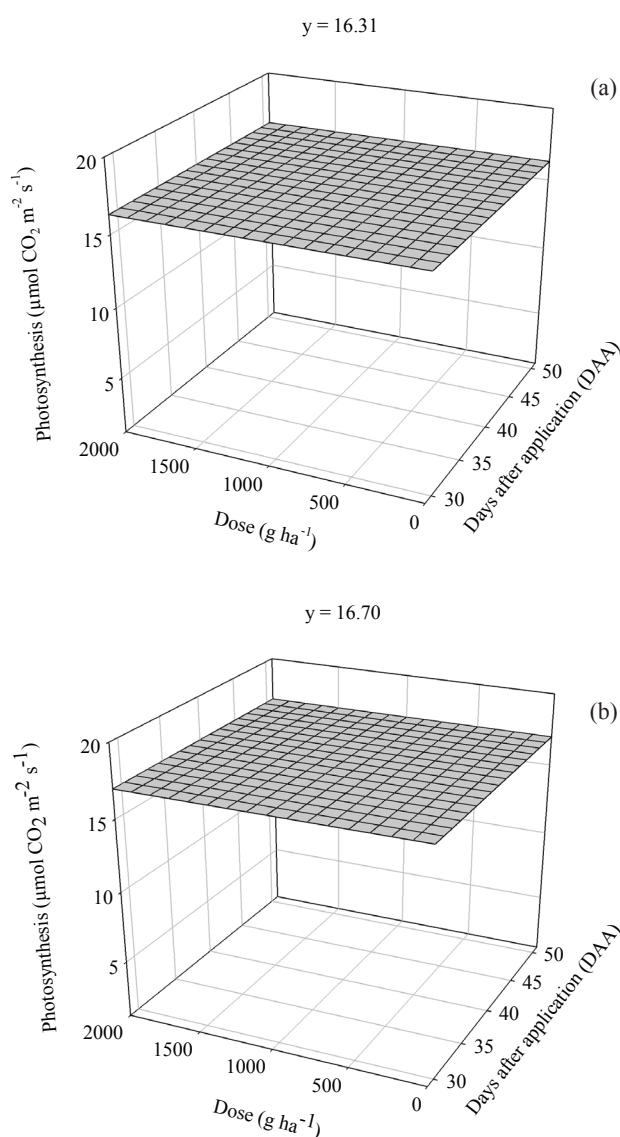 y = 16.31
(a)
Photosynthesis (µmol CO₂ m⁻² s⁻¹)
20
15
10
5
2000
1500
1000
500
0
Dose (g ha⁻¹)
50
45
40
35
30
Days after application (DAA)
y = 16.70
(b)
Photosynthesis (µmol CO₂ m⁻² s⁻¹)
20
15
10
5
2000
1500
1000
500
0
Dose (g ha⁻¹)
50
45
40
35
30
Days after application (DAA)